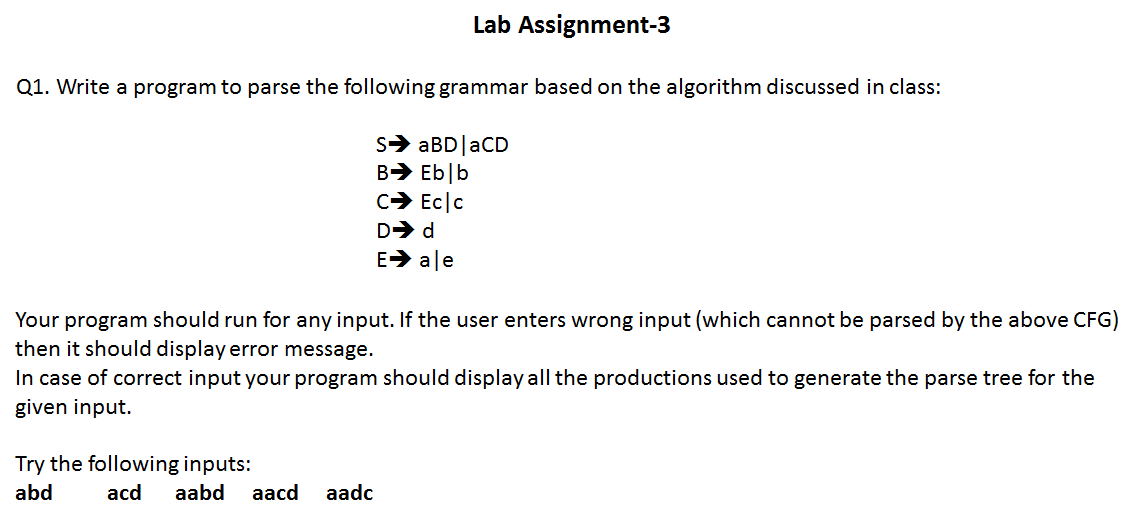 Lab Assignment-3
Q1. Write a program to parse the following grammar based on the algorithm discussed in class:
S➔ aBD|aCD
B➔ Eb|b
C➔ Ec|c
D➔ d
E➔ a|e
Your program should run for any input. If the user enters wrong input (which cannot be parsed by the above CFG)
then it should display error message.
In case of correct input your program should display all the productions used to generate the parse tree for the
given input.
Try the following inputs:
abd acd aabd aacd aadc